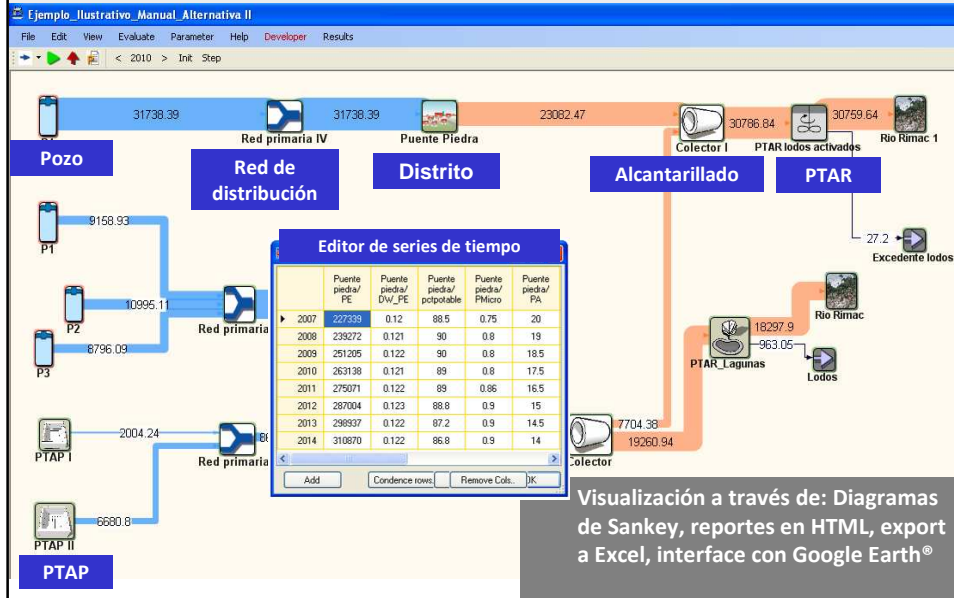 Ejemplo_Ilustrativo_Manual_Alternativa II
File Edit View Evaluate Parameter Help Developer Results
< 2010 > Init Step
31738.39
Red primaria IV
31738.39
Puente Piedra
23082.47
Colector I
30786.84
PTAR lodos activados
30759.64
Rio Rimac 1
Pozo
Red de
distribución
Distrito
Alcantarillado
PTAR
27.2
Excedente lodos
9158.93
P1
10995.11
P2
8796.09
P3
Red primaria
Editor de series de tiempo
Puente piedra/ PE
Puente piedra/ DW_PE
Puente piedra/ pctpotable
Puente piedra/ PMicro
Puente piedra/ PA
2007 227339 0.12 88.5 0.75 20
2008 239272 0.121 90 0.8 19
2009 251205 0.122 90 0.8 18.5
2010 263138 0.121 89 0.8 17.5
2011 275071 0.122 89 0.86 16.5
2012 287004 0.123 88.8 0.9 15
2013 298937 0.122 87.2 0.9 14.5
2014 310870 0.122 86.8 0.9 14
Add Condence rows. Remove Cols.. OK
Rio Rimac
18297.9
963.05
PTAR_Lagunas
Lodos
2004.24
PTAP I
Red primaria
7704.38
19260.94
Colector
6680.8
PTAP II
PTAP
Visualización a través de: Diagramas
de Sankey, reportes en HTML, export
a Excel, interface con Google Earth®